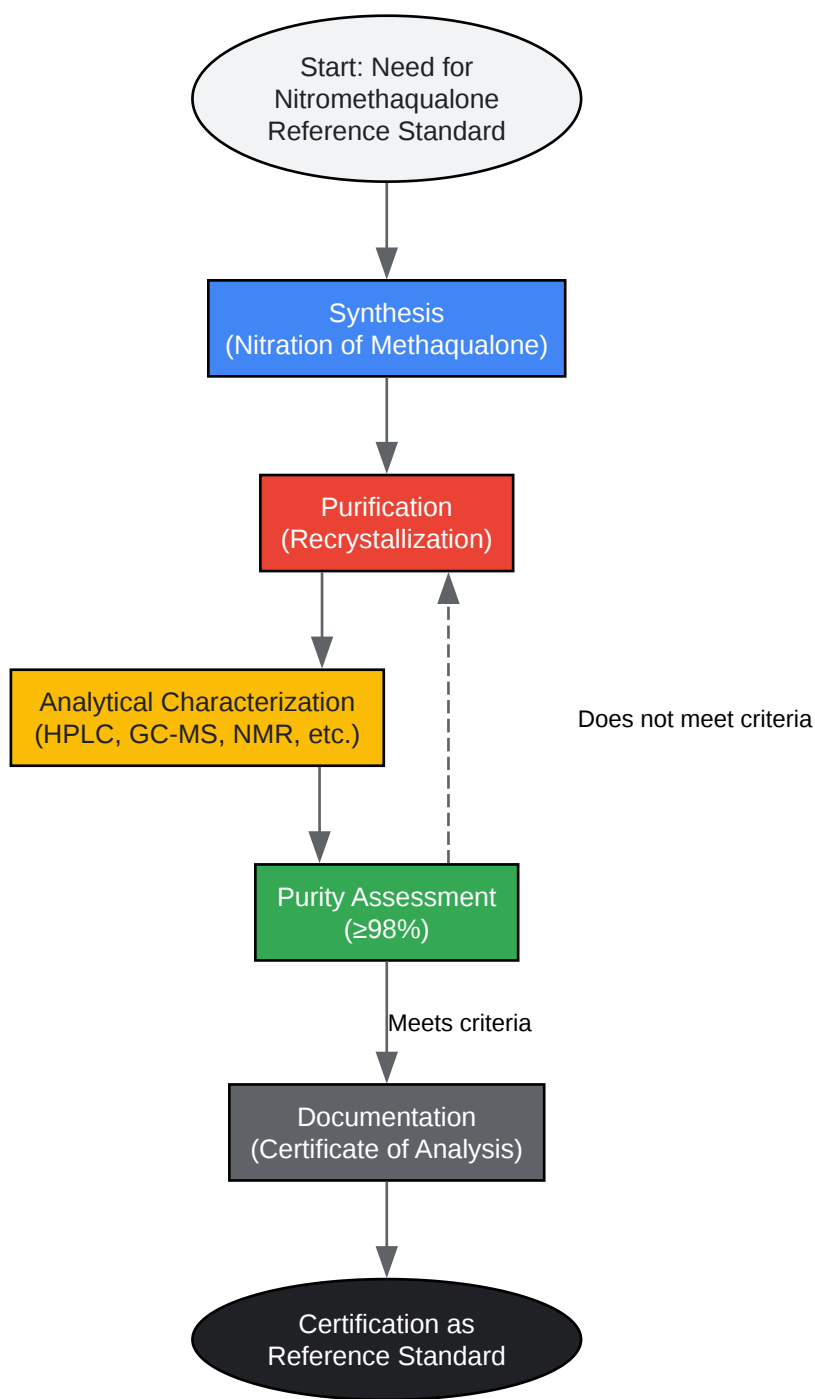 Start: Need for
Nitromethaqualone
Reference Standard
Synthesis
(Nitration of Methaqualone)
Purification
(Recrystallization)
Analytical Characterization
(HPLC, GC-MS, NMR, etc.)
Does not meet criteria
Purity Assessment
(≥98%)
Meets criteria
Documentation
(Certificate of Analysis)
Certification as
Reference Standard